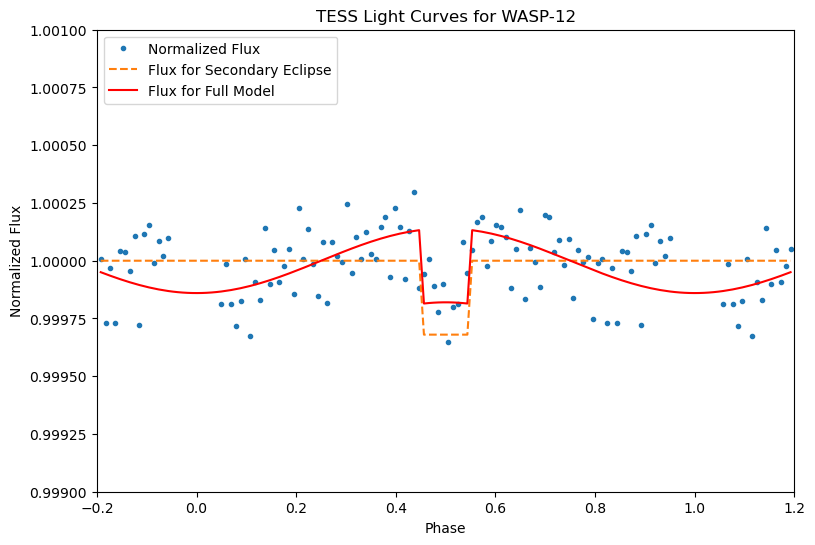 TESS Light Curves for WASP-12
Normalized Flux
Flux for Secondary Eclipse
Flux for Full Model
Normalized Flux
1.00100
1.00075
1.00050
1.00025
1.00000
0.99975
0.99950
0.99925
0.99900
−0.2 0.0 0.2 0.4 0.6 0.8 1.0 1.2
Phase